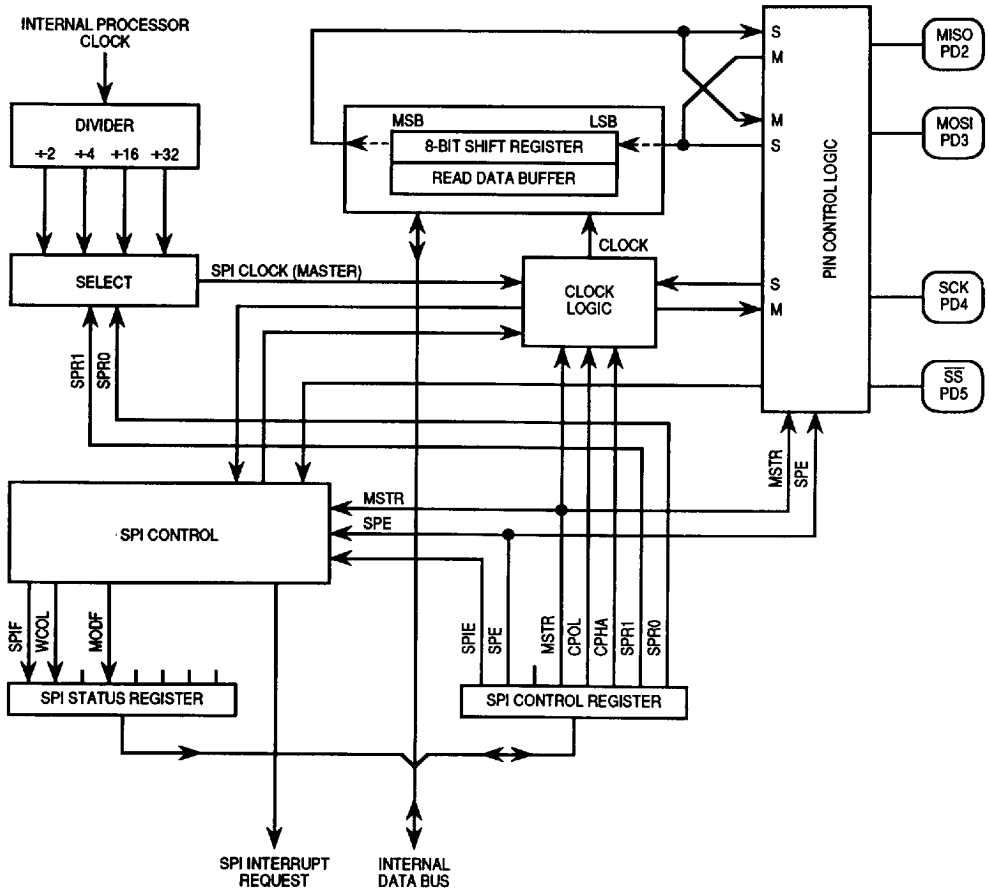 INTERNAL PROCESSOR
CLOCK
DIVIDER
÷2 ÷4 ÷16 ÷32
SELECT
SPR1
SPR0
SPI CLOCK (MASTER)
MSB LSB
8-BIT SHIFT REGISTER
READ DATA BUFFER
CLOCK
CLOCK
LOGIC
S
M
M
S
S
M
PIN CONTROL LOGIC
MISO
PD2
MOSI
PD3
SCK
PD4
SS
PD5
MSTR
SPE
SPI CONTROL
MSTR
SPE
SPIF
WCOL
MODF
SPIE
SPE
MSTR
CPOL
CPHA
SPR1
SPR0
SPI STATUS REGISTER
SPI CONTROL REGISTER
SPI INTERRUPT
REQUEST
INTERNAL
DATA BUS